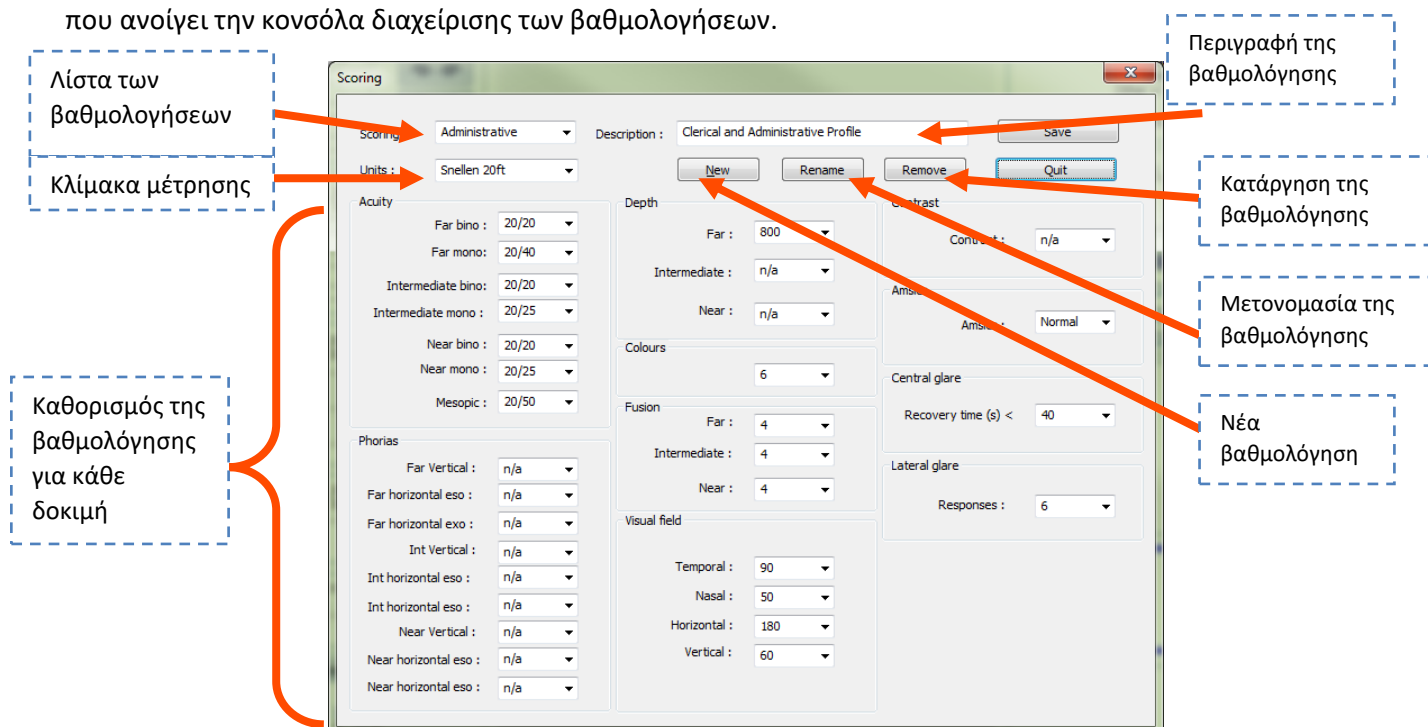 που ανοίγει την κονσόλα διαχείρισης των βαθμολογήσεων.
Λίστα των
βαθμολογήσεων
Κλίμακα μέτρησης
Καθορισμός της
βαθμολόγησης
για κάθε
δοκιμή
Περιγραφή της
βαθμολόγησης
Κατάργηση της
βαθμολόγησης
Μετονομασία της
βαθμολόγησης
Νέα
βαθμολόγηση
Scoring
Scoring Administrative Description : Clerical and Administrative Profile Save
Units : Snellen 20ft New Rename Remove Quit
Acuity
Far bino : 20/20
Far mono: 20/40
Intermediate bino: 20/20
Intermediate mono : 20/25
Near bino : 20/20
Near mono : 20/25
Mesopic : 20/50
Phorias
Far Vertical : n/a
Far horizontal eso : n/a
Far horizontal exo : n/a
Int Vertical : n/a
Int horizontal eso : n/a
Int horizontal eso : n/a
Near Vertical : n/a
Near horizontal eso : n/a
Near horizontal eso : n/a
Depth
Far : 800
Intermediate : n/a
Near : n/a
Colours
6
Fusion
Far : 4
Intermediate : 4
Near : 4
Visual field
Temporal : 90
Nasal : 50
Horizontal : 180
Vertical : 60
Contrast
Contrast : n/a
Amsler
Amsler : Normal
Central glare
Recovery time (s) < 40
Lateral glare
Responses : 6